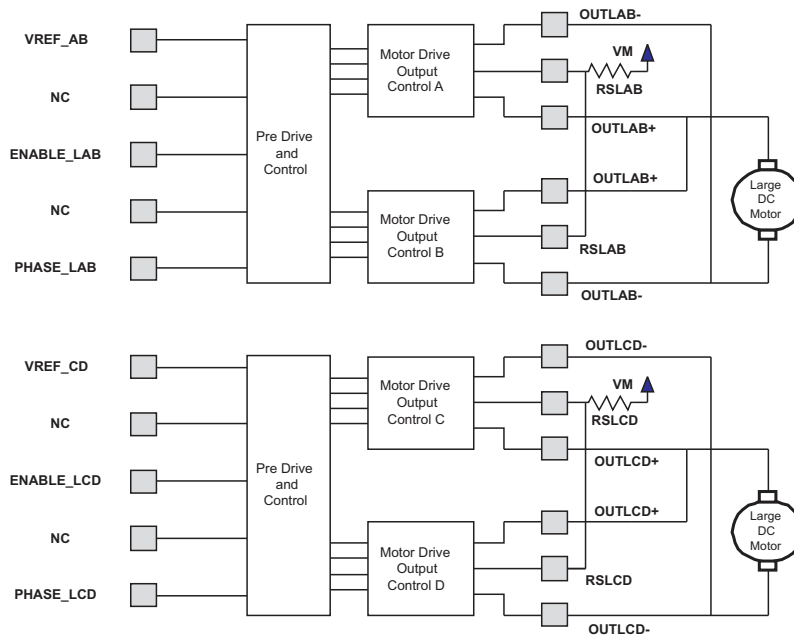 OUTLAB-
VREF_AB
VM
Motor Drive
Output
Control A
RSLAB
NC
OUTLAB+
Pre Drive
and
Control
ENABLE_LAB
OUTLAB+
Large
DC
Motor
NC
Motor Drive
Output
Control B
RSLAB
PHASE_LAB
OUTLAB-
OUTLCD-
VREF_CD
VM
Motor Drive
Output
Control C
RSLCD
NC
OUTLCD+
Pre Drive
and
Control
ENABLE_LCD
OUTLCD+
Large
DC
Motor
NC
Motor Drive
Output
Control D
RSLCD
PHASE_LCD
OUTLCD-